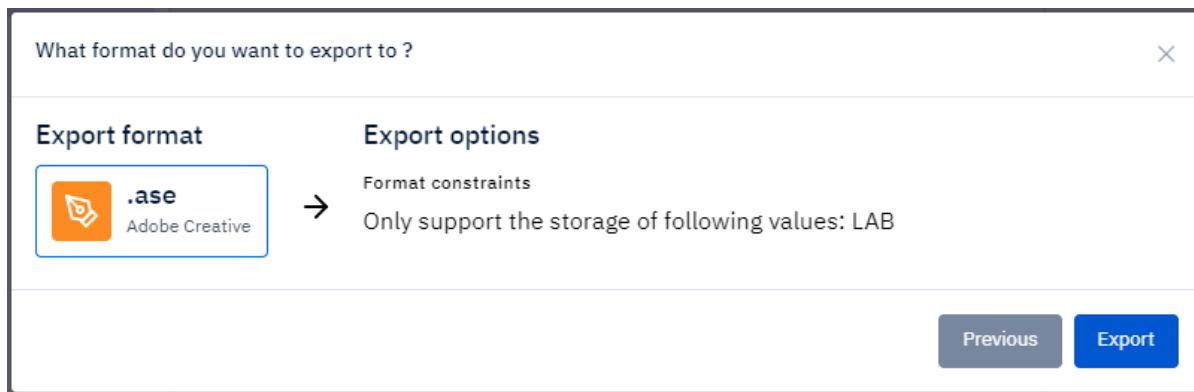 What format do you want to export to ?
Export format
.ase
Adobe Creative
Export options
Format constraints
Only support the storage of following values: LAB
Previous
Export